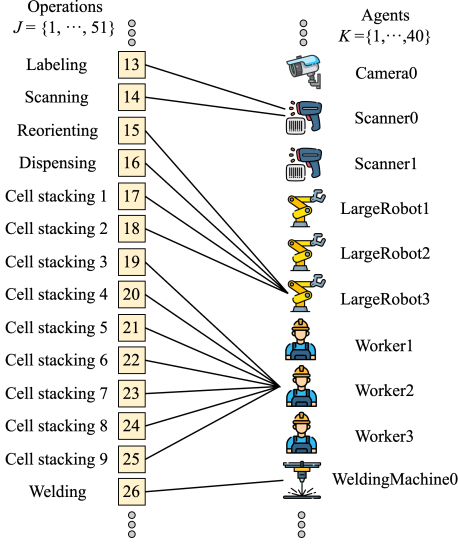 Operations
J = {1, ⋯, 51}
Agents
K = {1,⋯,40}
Labeling 13
Camera0
Scanning 14
Scanner0
Reorienting 15
Dispensing 16
Scanner1
Cell stacking 1 17
LargeRobot1
Cell stacking 2 18
Cell stacking 3 19
LargeRobot2
Cell stacking 4 20
LargeRobot3
Cell stacking 5 21
Worker1
Cell stacking 6 22
Cell stacking 7 23
Worker2
Cell stacking 8 24
Worker3
Cell stacking 9 25
WeldingMachine0
Welding 26